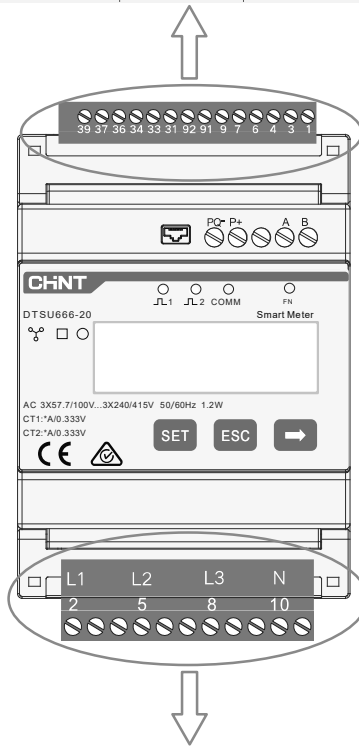 39 37 36 34 33 31 92 91 9 7 6 4 3 1
PQ- P+ A B
CHNT
1 2 COMM FN
DTSU666-20 Smart Meter
AC 3X57.7/100V...3X240/415V 50/60Hz 1.2W
CT1:*A/0.333V
CT2:*A/0.333V
SET ESC
CE
L1 L2 L3 N
2 5 8 10